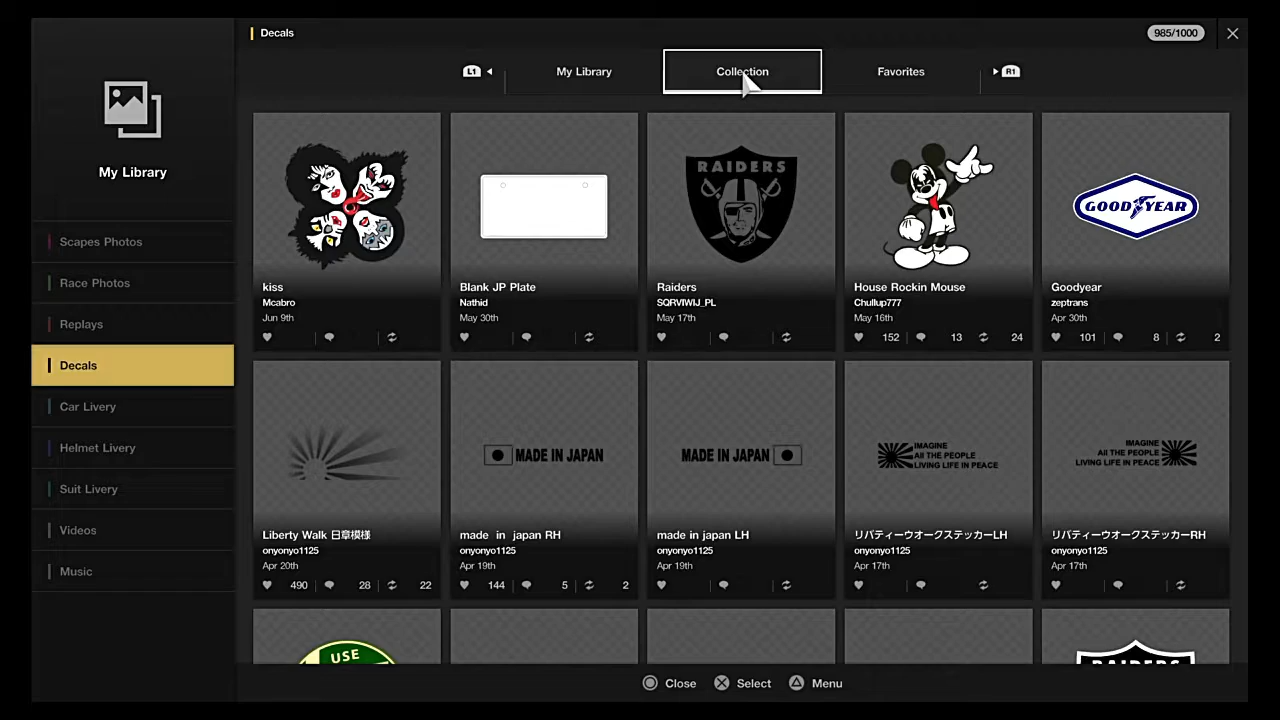 Decals
985/1000
L1
My Library
Collection
Favorites
R1
My Library
Scapes Photos
Race Photos
Replays
Decals
Car Livery
Helmet Livery
Suit Livery
Videos
Music
kiss
Mcabro
Jun 9th
Blank JP Plate
Nathid
May 30th
RAIDERS
Raiders
SQRVIWIJ_PL
May 17th
House Rockin Mouse
Chullup777
May 16th
152 13 24
GOODYEAR
Goodyear
zeptrans
Apr 30th
101 8 2
Liberty Walk 日章模様
onyonyo1125
Apr 20th
490 28 22
MADE IN JAPAN
made in japan RH
onyonyo1125
Apr 19th
144 5 2
MADE IN JAPAN
made in japan LH
onyonyo1125
Apr 19th
IMAGINE
All THE PEOPLE
LIVING LIFE IN PEACE
リバティーウオークステッカーLH
onyonyo1125
Apr 17th
IMAGINE
All THE PEOPLE
LIVING LIFE IN PEACE
リバティーウオークステッカーRH
onyonyo1125
Apr 17th
USE
RAIDERS
Close
Select
Menu